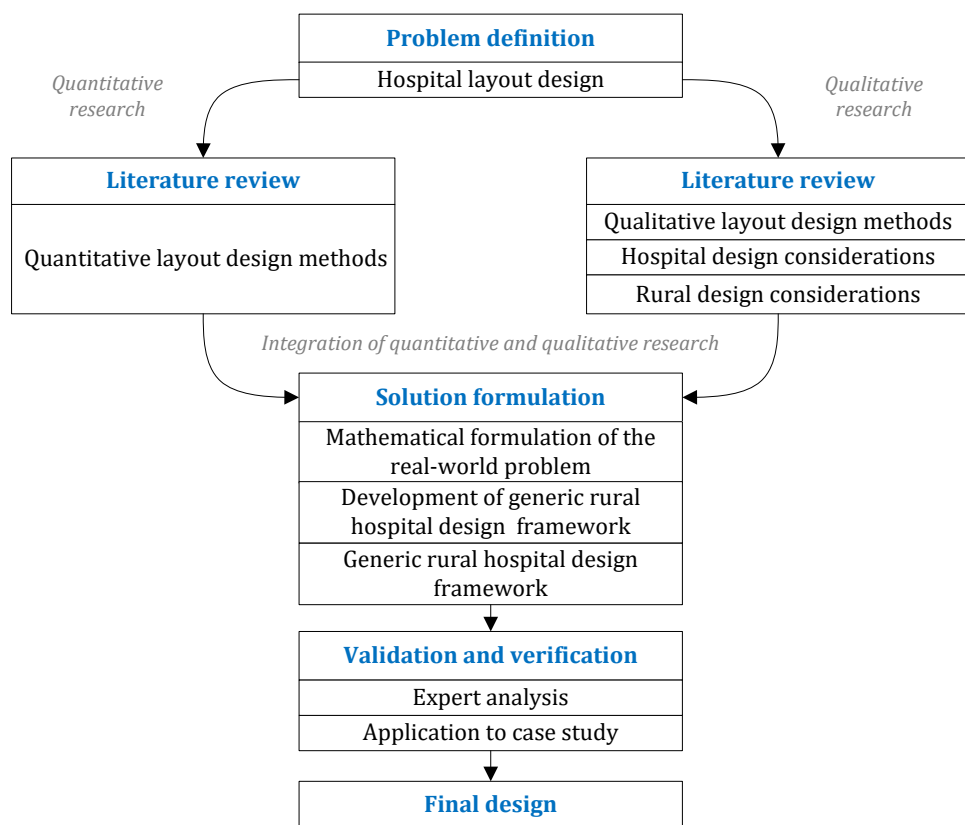 Problem definition
Hospital layout design
Quantitative
research
Qualitative
research
Literature review
Quantitative layout design methods
Literature review
Qualitative layout design methods
Hospital design considerations
Rural design considerations
Integration of quantitative and qualitative research
Solution formulation
Mathematical formulation of the
real-world problem
Development of generic rural
hospital design framework
Generic rural hospital design
framework
Validation and verification
Expert analysis
Application to case study
Final design